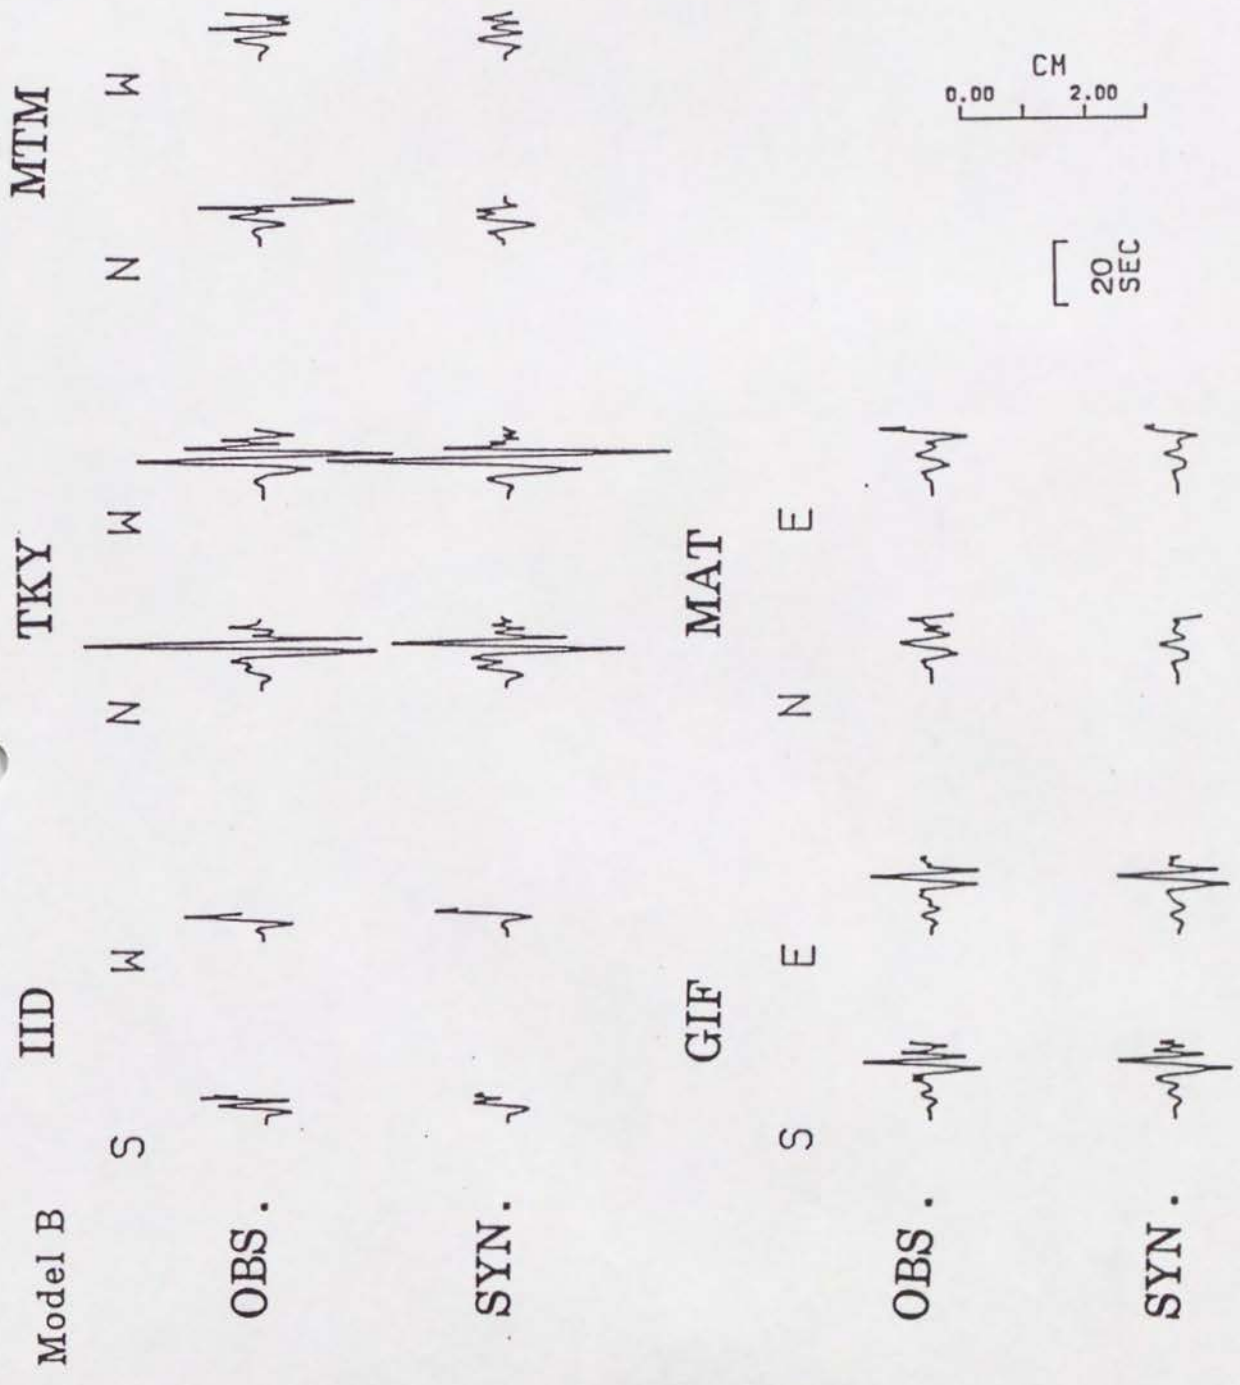 Model B
IID TKY MTM
S W N W N W
OBS.
SYN.
GIF MAT
S E N E
OBS.
SYN.
20
SEC
CM
0.00 2.00